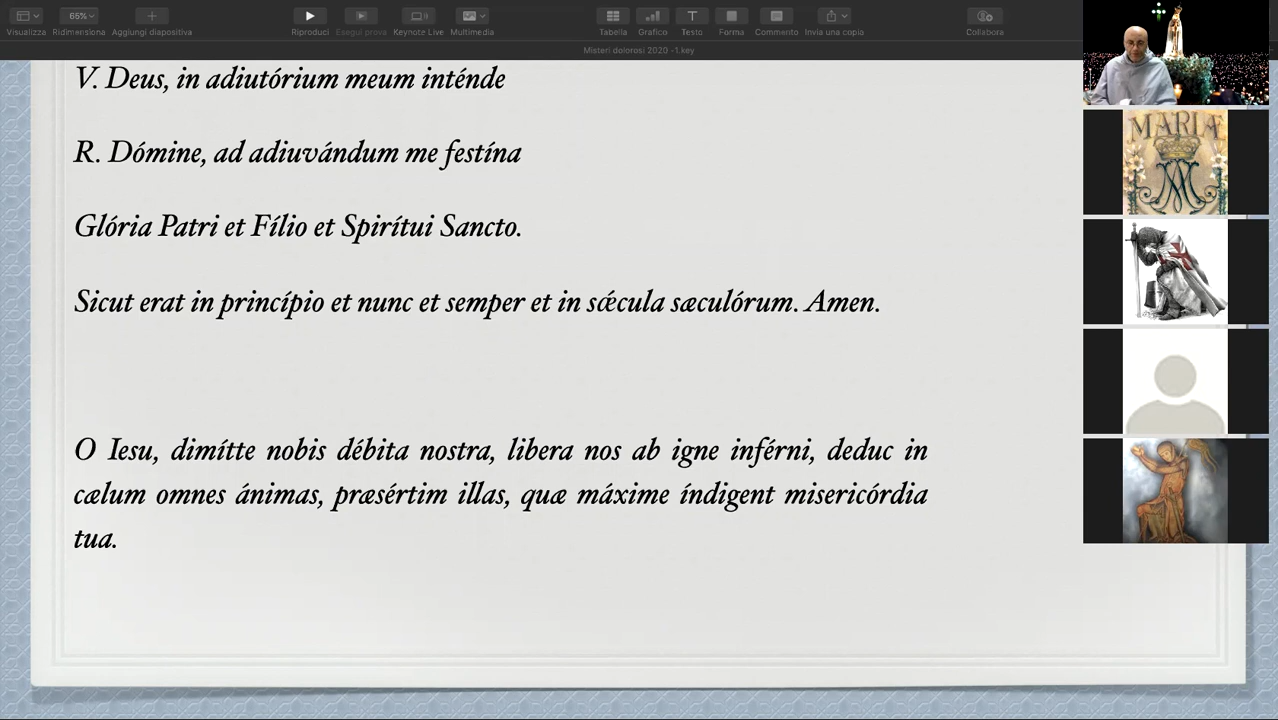 65%
Visualizza
Ridimensiona
Aggiungi diapositiva
Riproduci
Esegui prova
Keynote Live
Multimedia
Tabella
Grafico
Testo
Forma
Commento
Invia una copia
Collabora
Misteri dolorosi 2020 -1.key
V. Deus, in adiutórium meum inténde
R. Dómine, ad adiuvándum me festína
Glória Patri et Fílio et Spirítui Sancto.
Sicut erat in princípio et nunc et semper et in sǽcula sæculórum. Amen.
O Iesu, dimítte nobis débita nostra, libera nos ab igne inférni, deduc in
cælum omnes ánimas, præsértim illas, quæ máxime índigent misericórdia
tua.
MARIÆ